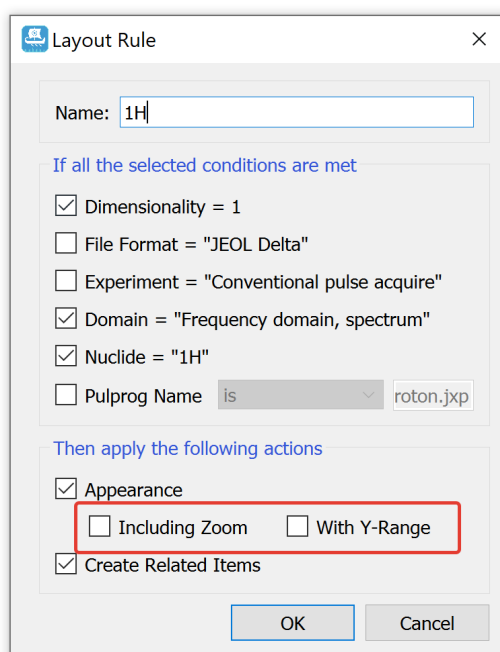 Layout Rule
Name: 1H
If all the selected conditions are met
Dimensionality = 1
File Format = "JEOL Delta"
Experiment = "Conventional pulse acquire"
Domain = "Frequency domain, spectrum"
Nuclide = "1H"
Pulprog Name is roton.jxp
Then apply the following actions
Appearance
Including Zoom With Y-Range
Create Related Items
OK Cancel